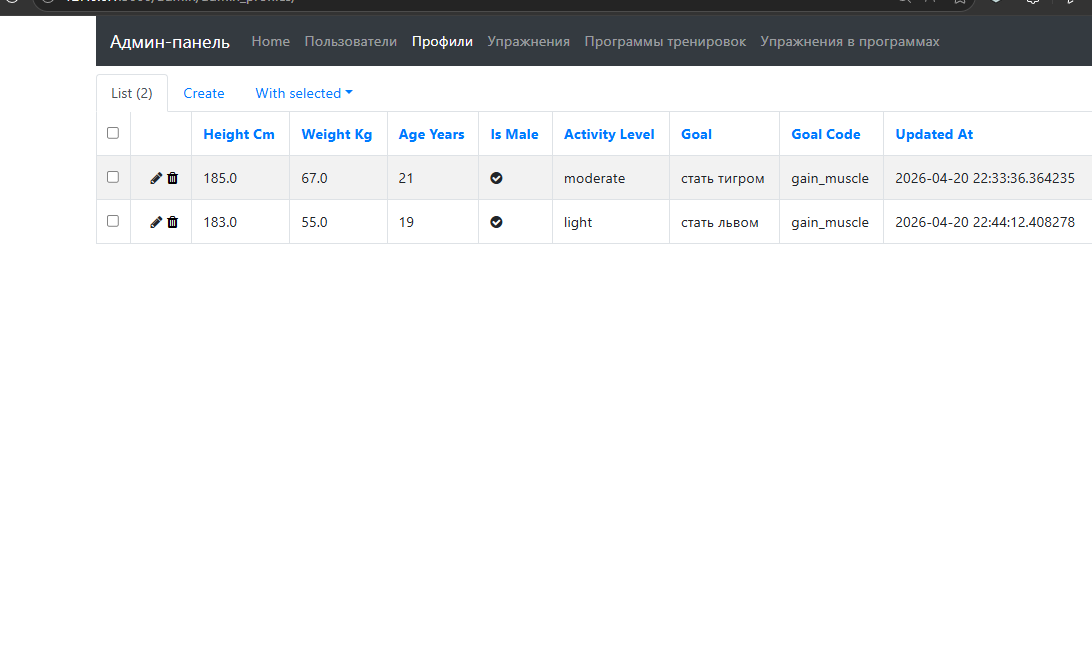 Админ-панель Home Пользователи Профили Упражнения Программы тренировок Упражнения в программах
List (2) Create With selected
Height Cm Weight Kg Age Years Is Male Activity Level Goal Goal Code Updated At
185.0 67.0 21 moderate стать тигром gain_muscle 2026-04-20 22:33:36.364235
183.0 55.0 19 light стать львом gain_muscle 2026-04-20 22:44:12.408278